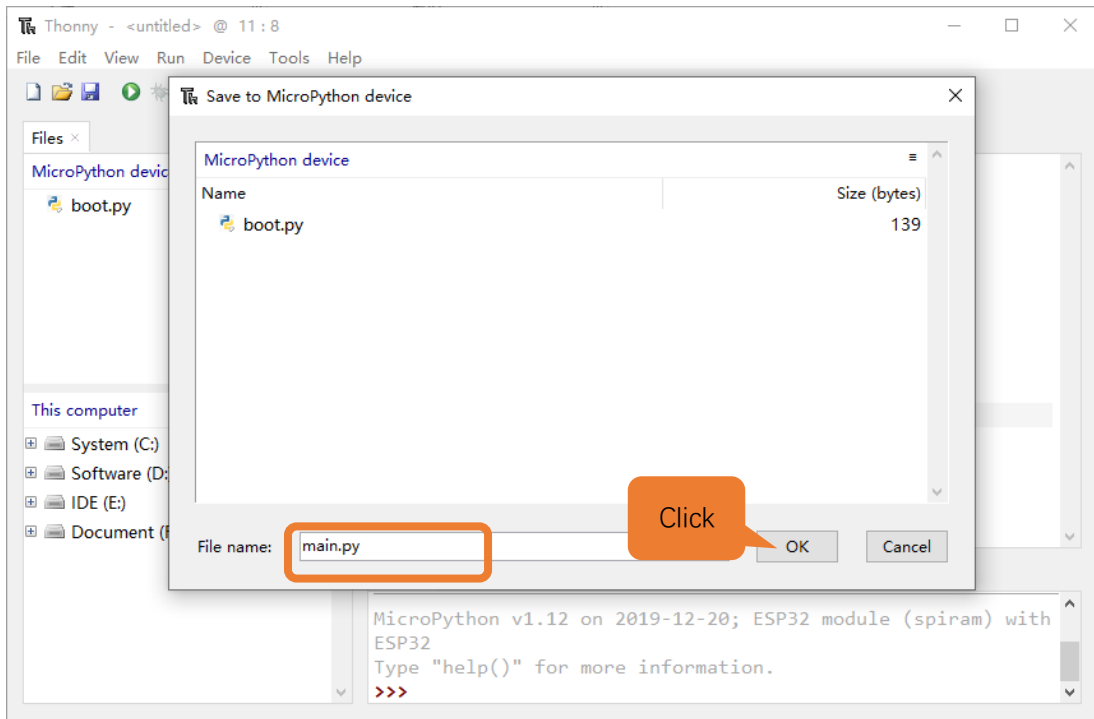 Thonny - <untitled> @ 11:8
File Edit View Run Device Tools Help
Save to MicroPython device
Files
MicroPython devic
boot.py
MicroPython device
Name Size (bytes)
boot.py 139
This computer
System (C:)
Software (D:
IDE (E:)
Document (
File name: main.py
Click
OK Cancel
MicroPython v1.12 on 2019-12-20; ESP32 module (spiram) with
ESP32
Type "help()" for more information.
>>>